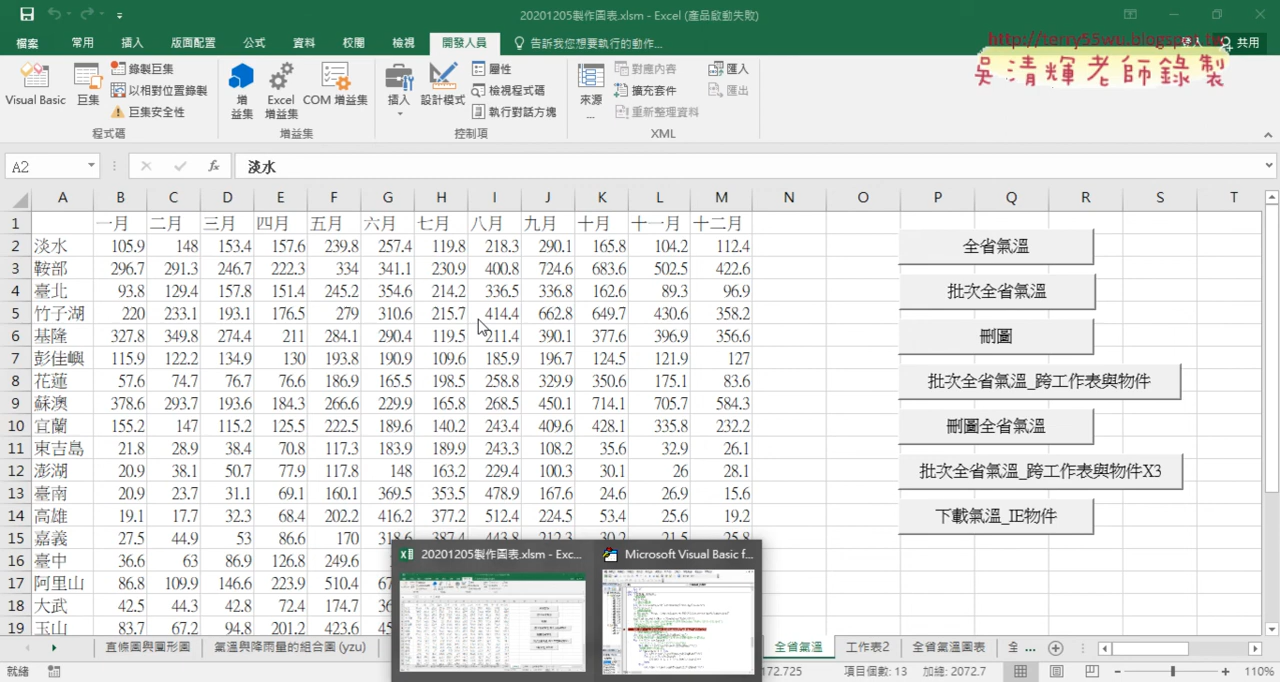 20201205製作圖表.xlsm - Excel (產品啟動失敗)
檔案 常用 插入 版面配置 公式 資料 校閱 檢視 開發人員 告訴我您想要執行的動作... 共用
http://terry55wu.blogspot.tw
吳清輝老師錄製
Visual Basic 巨集 錄製巨集 以相對位置錄製 巨集安全性 程式碼
增益集 Excel 增益集 COM 增益集 增益集
插入 設計模式 屬性 檢視程式碼 執行對話方塊 控制項
來源 ... 對應內容 擴充套件 重新整理資料 匯入 匯出 XML
A2 fx 淡水
A B C D E F G H I J K L M N O P Q R S T
1 一月 二月 三月 四月 五月 六月 七月 八月 九月 十月 十一月 十二月
2 淡水 105.9 148 153.4 157.6 239.8 257.4 119.8 218.3 290.1 165.8 104.2 112.4 全省氣溫
3 鞍部 296.7 291.3 246.7 222.3 334 341.1 230.9 400.8 724.6 683.6 502.5 422.6
4 臺北 93.8 129.4 157.8 151.4 245.2 354.6 214.2 336.5 336.8 162.6 89.3 96.9 批次全省氣溫
5 竹子湖 220 233.1 193.1 176.5 279 310.6 215.7 414.4 662.8 649.7 430.6 358.2
6 基隆 327.8 349.8 274.4 211 284.1 290.4 119.5 211.4 390.1 377.6 396.9 356.6 刪圖
7 彭佳嶼 115.9 122.2 134.9 130 193.8 190.9 109.6 185.9 196.7 124.5 121.9 127
8 花蓮 57.6 74.7 76.7 76.6 186.9 165.5 198.5 258.8 329.9 350.6 175.1 83.6 批次全省氣溫_跨工作表與物件
9 蘇澳 378.6 293.7 193.6 184.3 266.6 229.9 165.8 268.5 450.1 714.1 705.7 584.3
10 宜蘭 155.2 147 115.2 125.5 222.5 189.6 140.2 243.4 409.6 428.1 335.8 232.2 刪圖全省氣溫
11 東吉島 21.8 28.9 38.4 70.8 117.3 183.9 189.9 243.3 108.2 35.6 32.9 26.1
12 澎湖 20.9 38.1 50.7 77.9 117.8 148 163.2 229.4 100.3 30.1 26 28.1 批次全省氣溫_跨工作表與物件X3
13 臺南 20.9 23.7 31.1 69.1 160.1 369.5 353.5 478.9 167.6 24.6 26.9 15.6
14 高雄 19.1 17.7 32.3 68.4 202.2 416.2 377.2 512.4 224.5 53.4 25.6 19.2 下載氣溫_IE物件
15 嘉義 27.5 44.9 53 86.6 170
16 臺中 36.6 63 86.9 128.8 249.6
17 阿里山 86.8 109.9 146.6 223.9 510.4
18 大武 42.5 44.3 42.8 72.4 174.7
19 玉山 83.7 67.2 94.8 201.2 423.6
20201205製作圖表.xlsm - Exc... Microsoft Visual Basic f...
直條圖與圓形圖 氣溫與降雨量的組合圖 (yzu) 全省氣溫 工作表2 全省氣溫圖表 全 ...
就緒 項目個數: 13 加總: 2072.7 110%